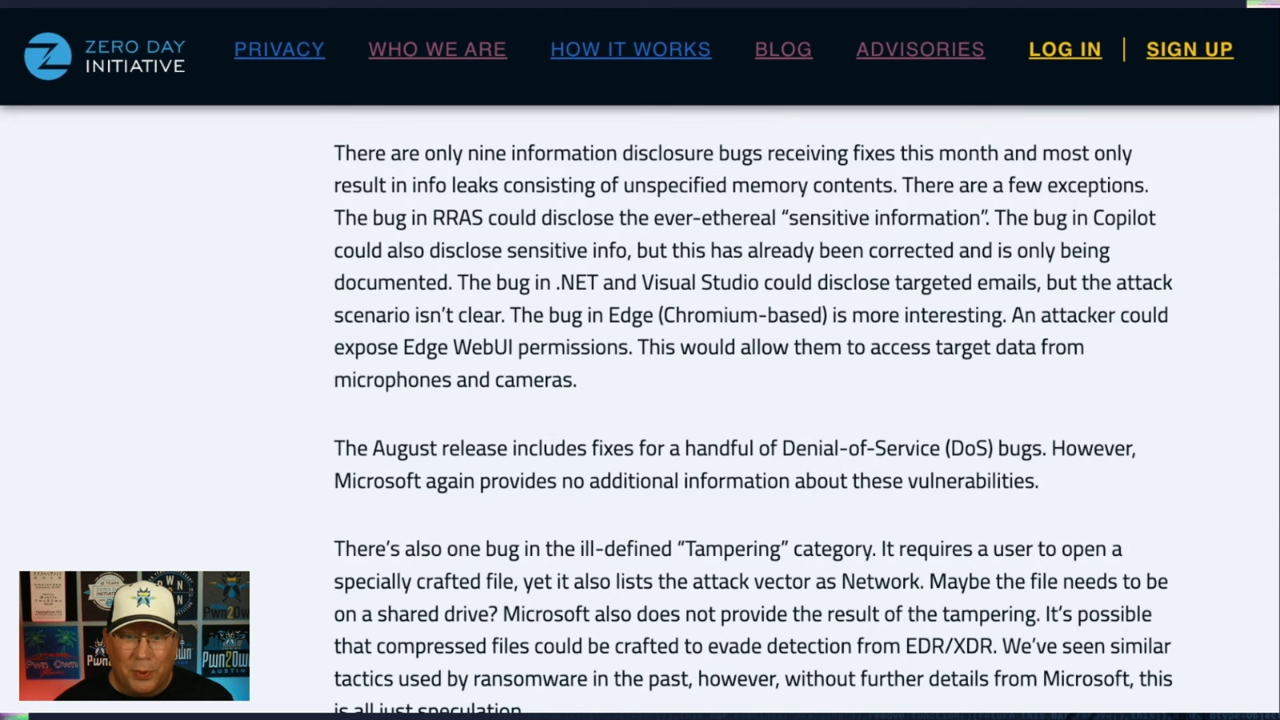 ZERO DAY
INITIATIVE
PRIVACY
WHO WE ARE
HOW IT WORKS
BLOG
ADVISORIES
LOG IN
SIGN UP
There are only nine information disclosure bugs receiving fixes this month and most only
result in info leaks consisting of unspecified memory contents. There are a few exceptions.
The bug in RRAS could disclose the ever-ethereal “sensitive information”. The bug in Copilot
could also disclose sensitive info, but this has already been corrected and is only being
documented. The bug in .NET and Visual Studio could disclose targeted emails, but the attack
scenario isn’t clear. The bug in Edge (Chromium-based) is more interesting. An attacker could
expose Edge WebUI permissions. This would allow them to access target data from
microphones and cameras.
The August release includes fixes for a handful of Denial-of-Service (DoS) bugs. However,
Microsoft again provides no additional information about these vulnerabilities.
There’s also one bug in the ill-defined “Tampering” category. It requires a user to open a
specially crafted file, yet it also lists the attack vector as Network. Maybe the file needs to be
on a shared drive? Microsoft also does not provide the result of the tampering. It’s possible
that compressed files could be crafted to evade detection from EDR/XDR. We’ve seen similar
tactics used by ransomware in the past, however, without further details from Microsoft, this
is all just speculation
Pwn2Own
AUSTIN